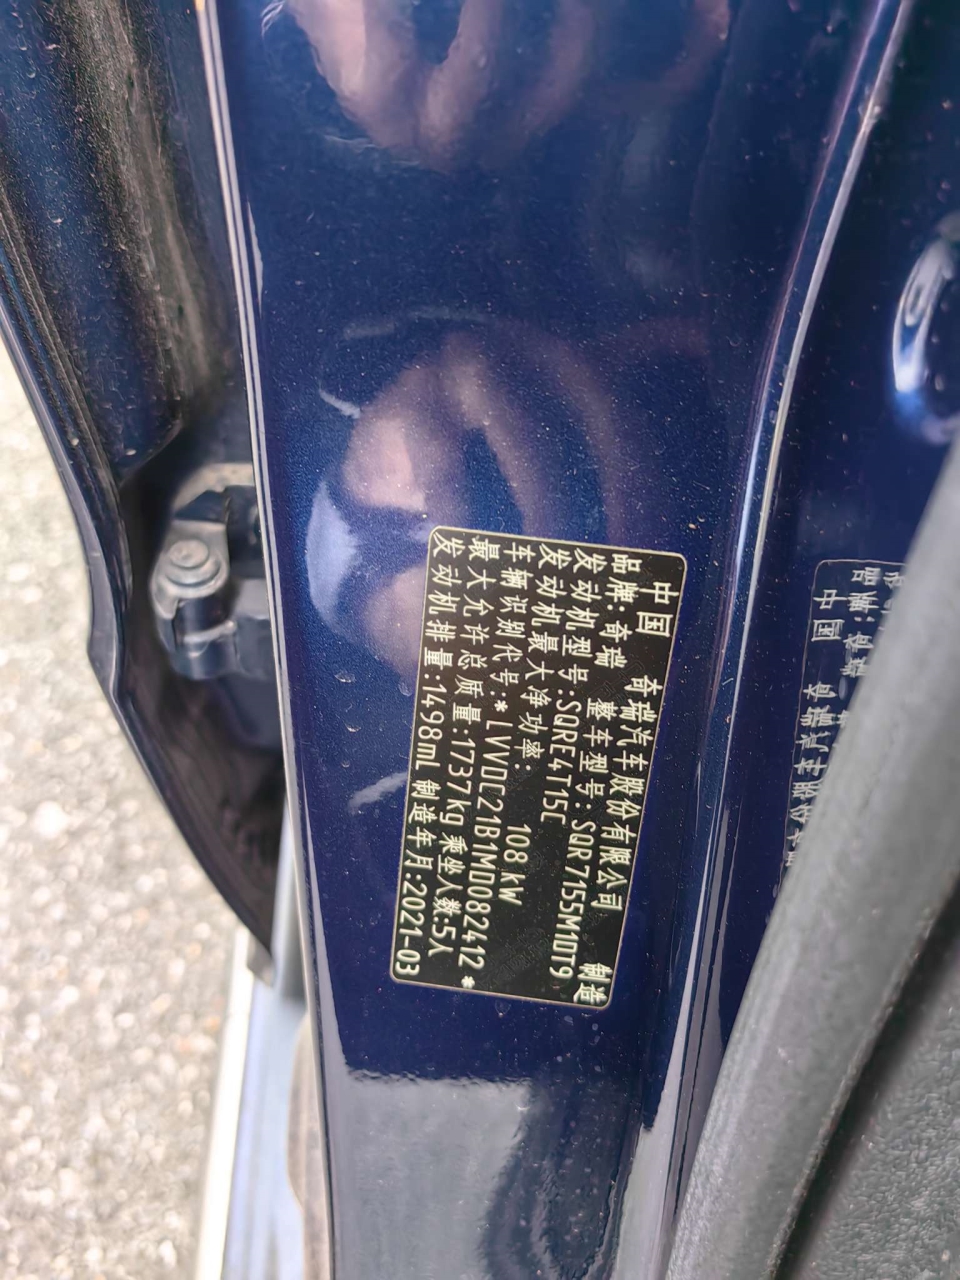 中国 奇瑞汽车股份有限公司 制造
品牌:奇瑞 整车型号:SQR7155M1DT9
发动机型号:SQRE4T15C
发动机最大净功率: 108kW
车辆识别代号:*LVVDC21B1MD082412*
最大允许总质量:1737kg 乘坐人数:5人
发动机排量:1498mL 制造年月:2021-03